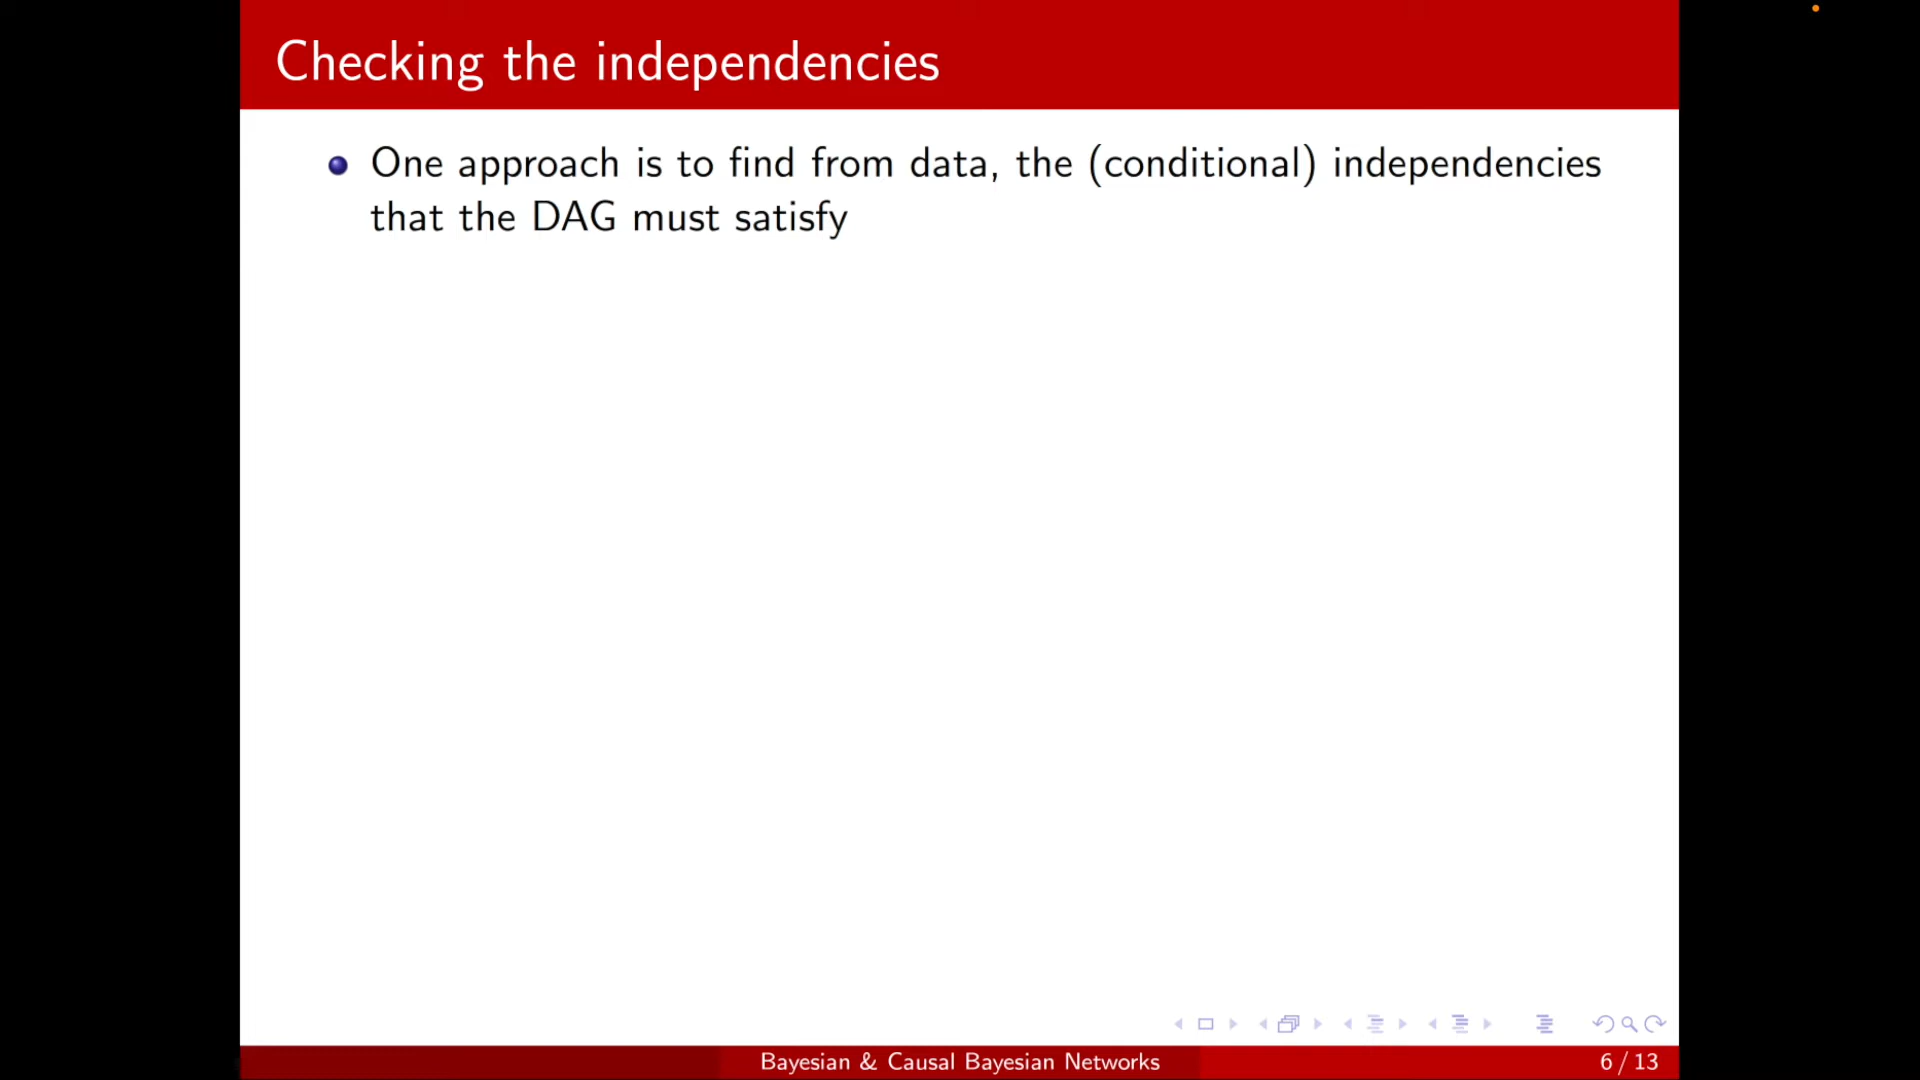 Checking the independencies
One approach is to find from data, the (conditional) independencies
that the DAG must satisfy
Bayesian & Causal Bayesian Networks
6 / 13